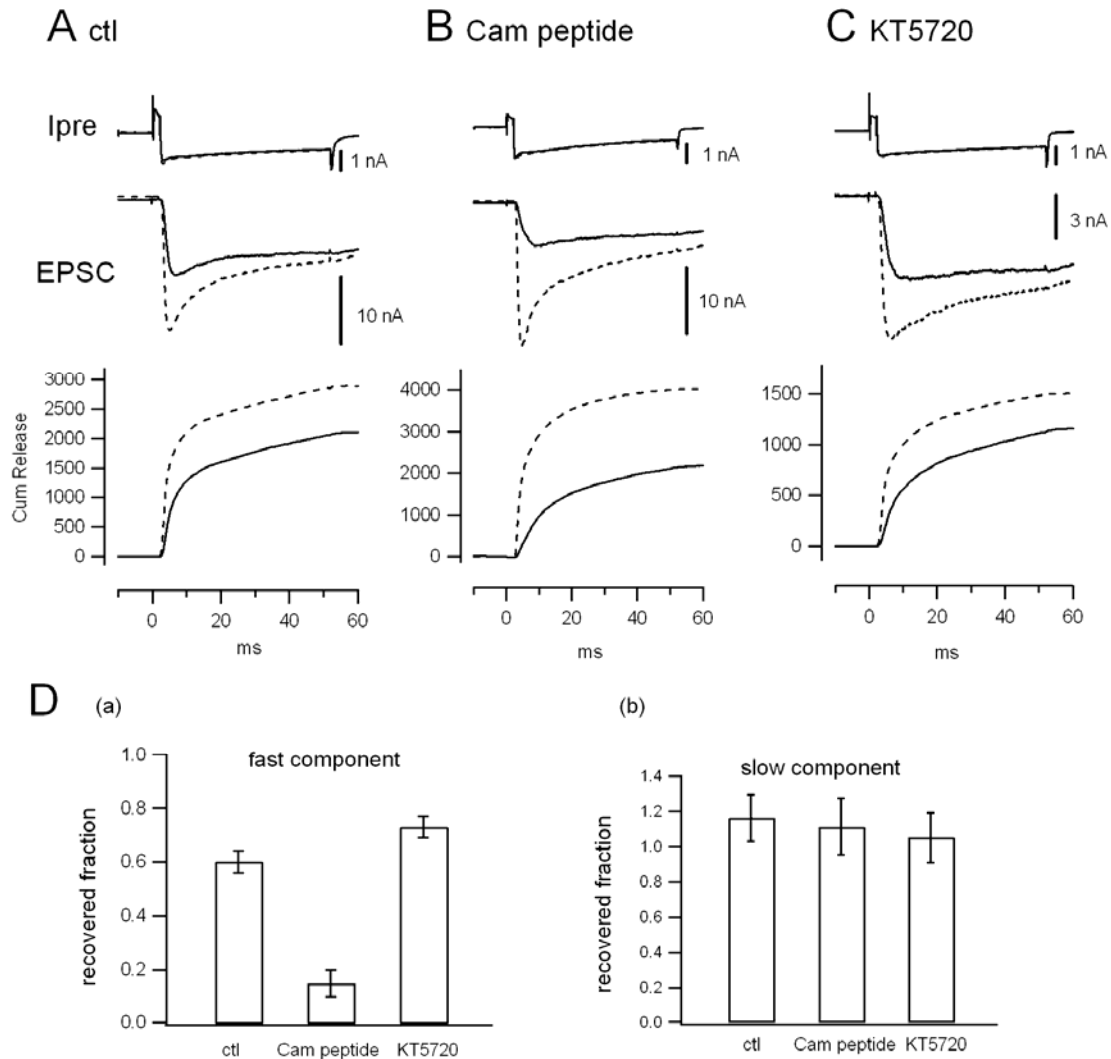 A ctl
B Cam peptide
C KT5720
Ipre
1 nA
1 nA
1 nA
EPSC
10 nA
10 nA
3 nA
Cum Release
3000
2500
2000
1500
1000
500
0
4000
3000
2000
1000
0
1500
1000
500
0
0 20 40 60
ms
0 20 40 60
ms
0 20 40 60
ms
D (a)
fast component
recovered fraction
1.0
0.8
0.6
0.4
0.2
0.0
ctl Cam peptide KT5720
(b)
slow component
recovered fraction
1.4
1.2
1.0
0.8
0.6
0.4
0.2
0.0
ctl Cam peptide KT5720